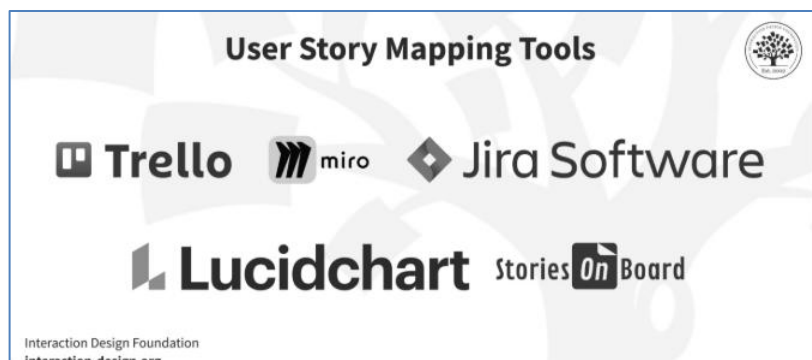 User Story Mapping Tools
Trello miro Jira Software
Lucidchart Stories On Board
Interaction Design Foundation
interaction-design.org